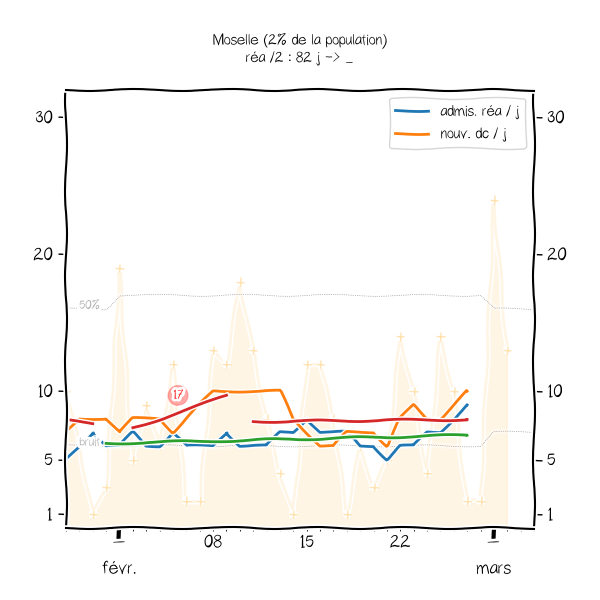 Moselle (2% de la population)
réa /2 : 82 j -> _
admis. réa / j
nouv. dc / j
30
30
20
20
50%
17
10
10
bruit
5
5
1
1
08
15
22
févr.
mars